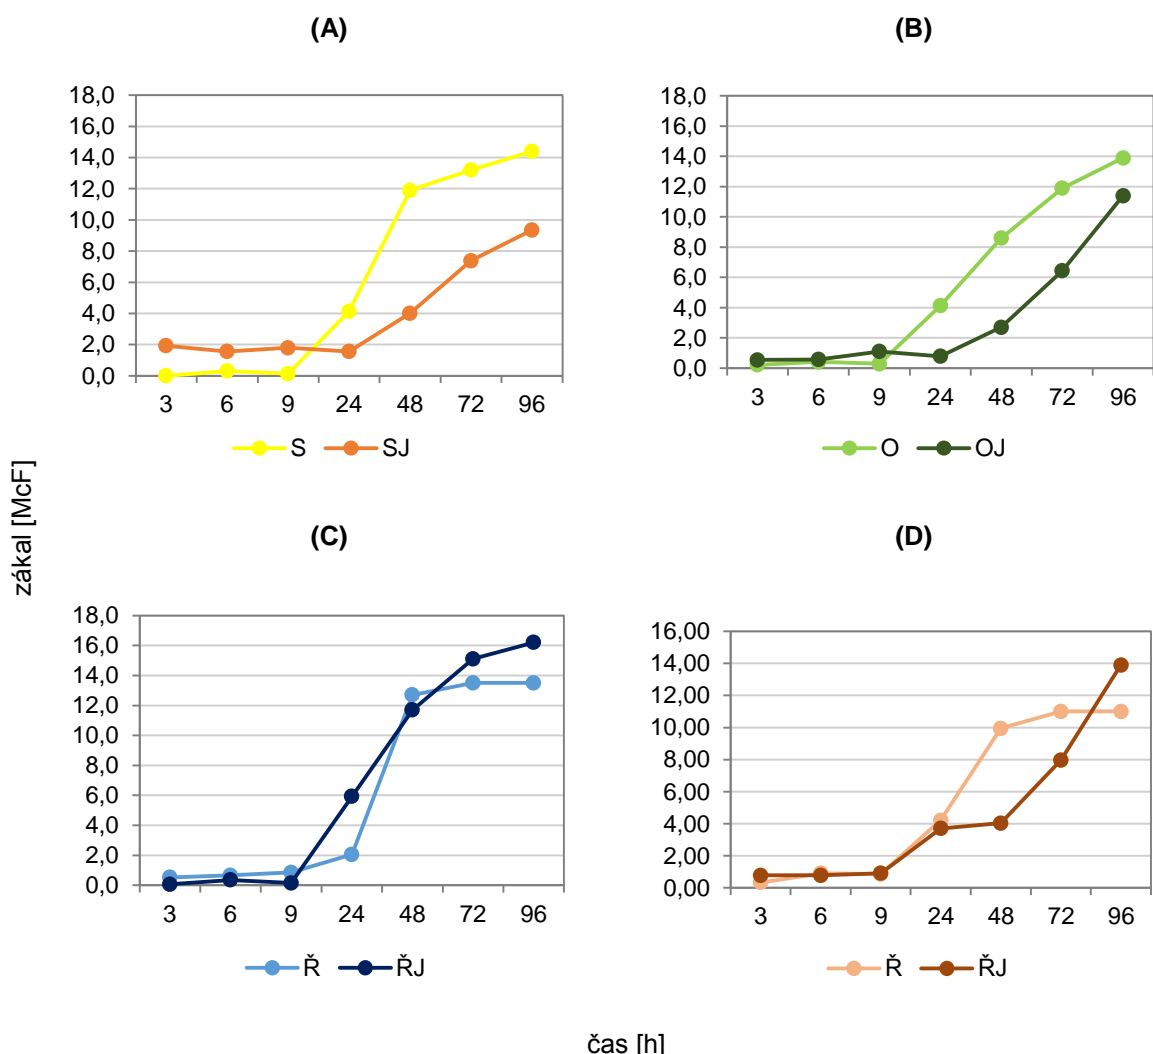 (A)
18,0
16,0
14,0
12,0
10,0
8,0
6,0
4,0
2,0
0,0
3 6 9 24 48 72 96
S SJ
(B)
18,0
16,0
14,0
12,0
10,0
8,0
6,0
4,0
2,0
0,0
3 6 9 24 48 72 96
O OJ
zákal [McF]
(C)
18,0
16,0
14,0
12,0
10,0
8,0
6,0
4,0
2,0
0,0
3 6 9 24 48 72 96
Ř ŘJ
(D)
16,00
14,00
12,00
10,00
8,00
6,00
4,00
2,00
0,00
3 6 9 24 48 72 96
Ř ŘJ
čas [h]